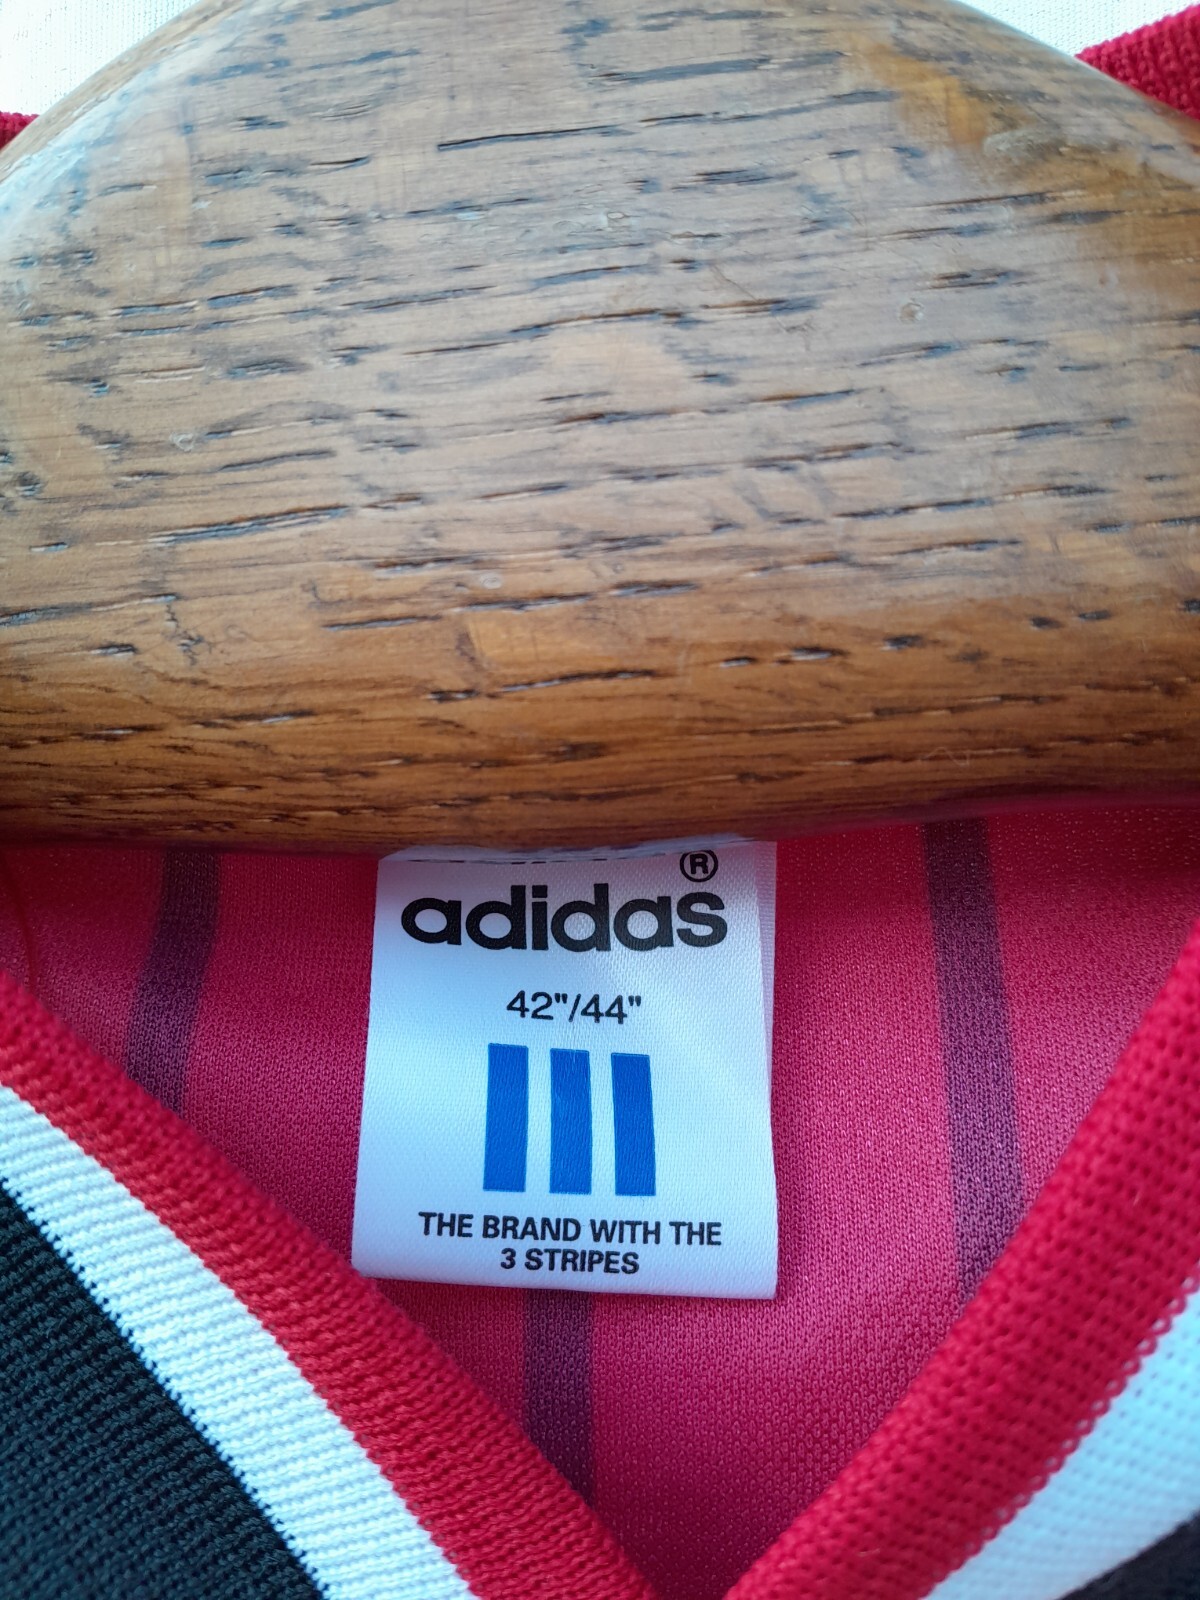 adidas®
42"/44"
THE BRAND WITH THE
3 STRIPES